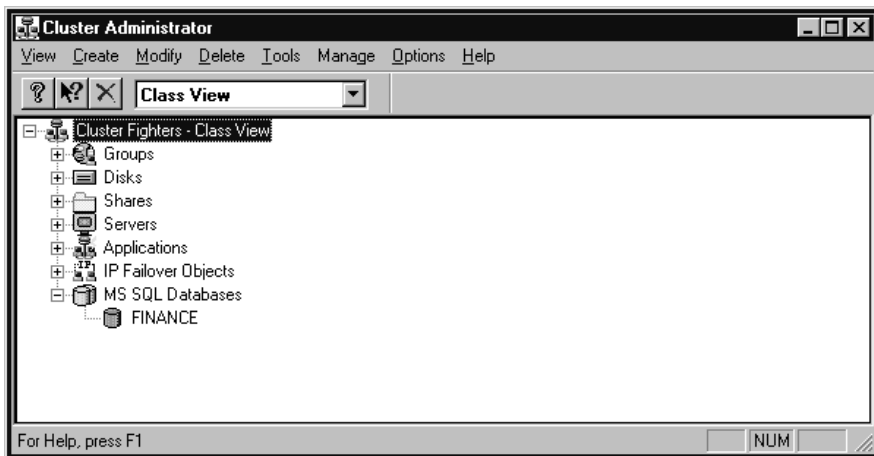 Cluster Administrator
View Create Modify Delete Tools Manage Options Help
Class View
Cluster Fighters - Class View
Groups
Disks
Shares
Servers
Applications
IP Failover Objects
MS SQL Databases
FINANCE
For Help, press F1
NUM